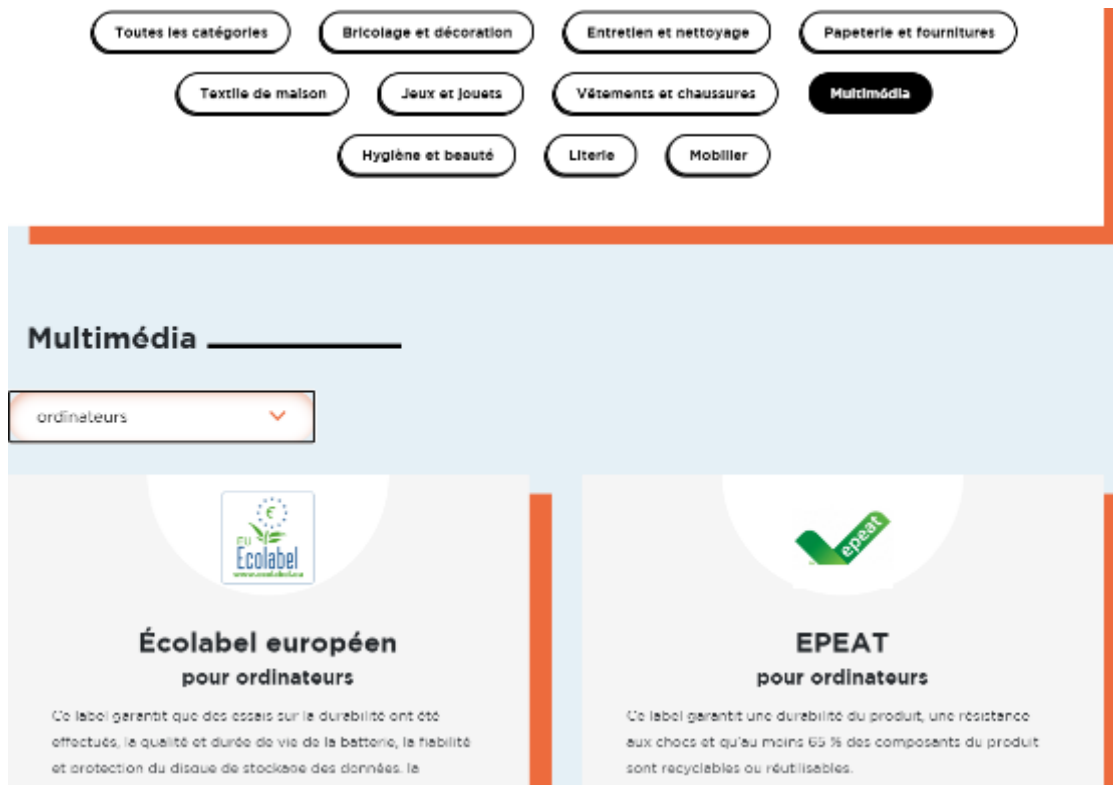 Toutes les catégories Bricolage et décoration Entretien et nettoyage Papeterie et fournitures
Textile de maison Jeux et jouets Vêtements et chaussures Multimédia
Hygiène et beauté Literie Mobilier
Multimédia
ordinateurs
EU
Ecolabel
www.ecolabel.eu
epeat
Écolabel européen
pour ordinateurs
Ce label garantit que des essais sur la durabilité ont été
effectués, la qualité et durée de vie de la batterie, la fiabilité
et protection du disque de stockage des données, la
EPEAT
pour ordinateurs
Ce label garantit une durabilité du produit, une résistance
aux chocs et qu'au moins 65 % des composants du produit
sont recyclables ou réutilisables.